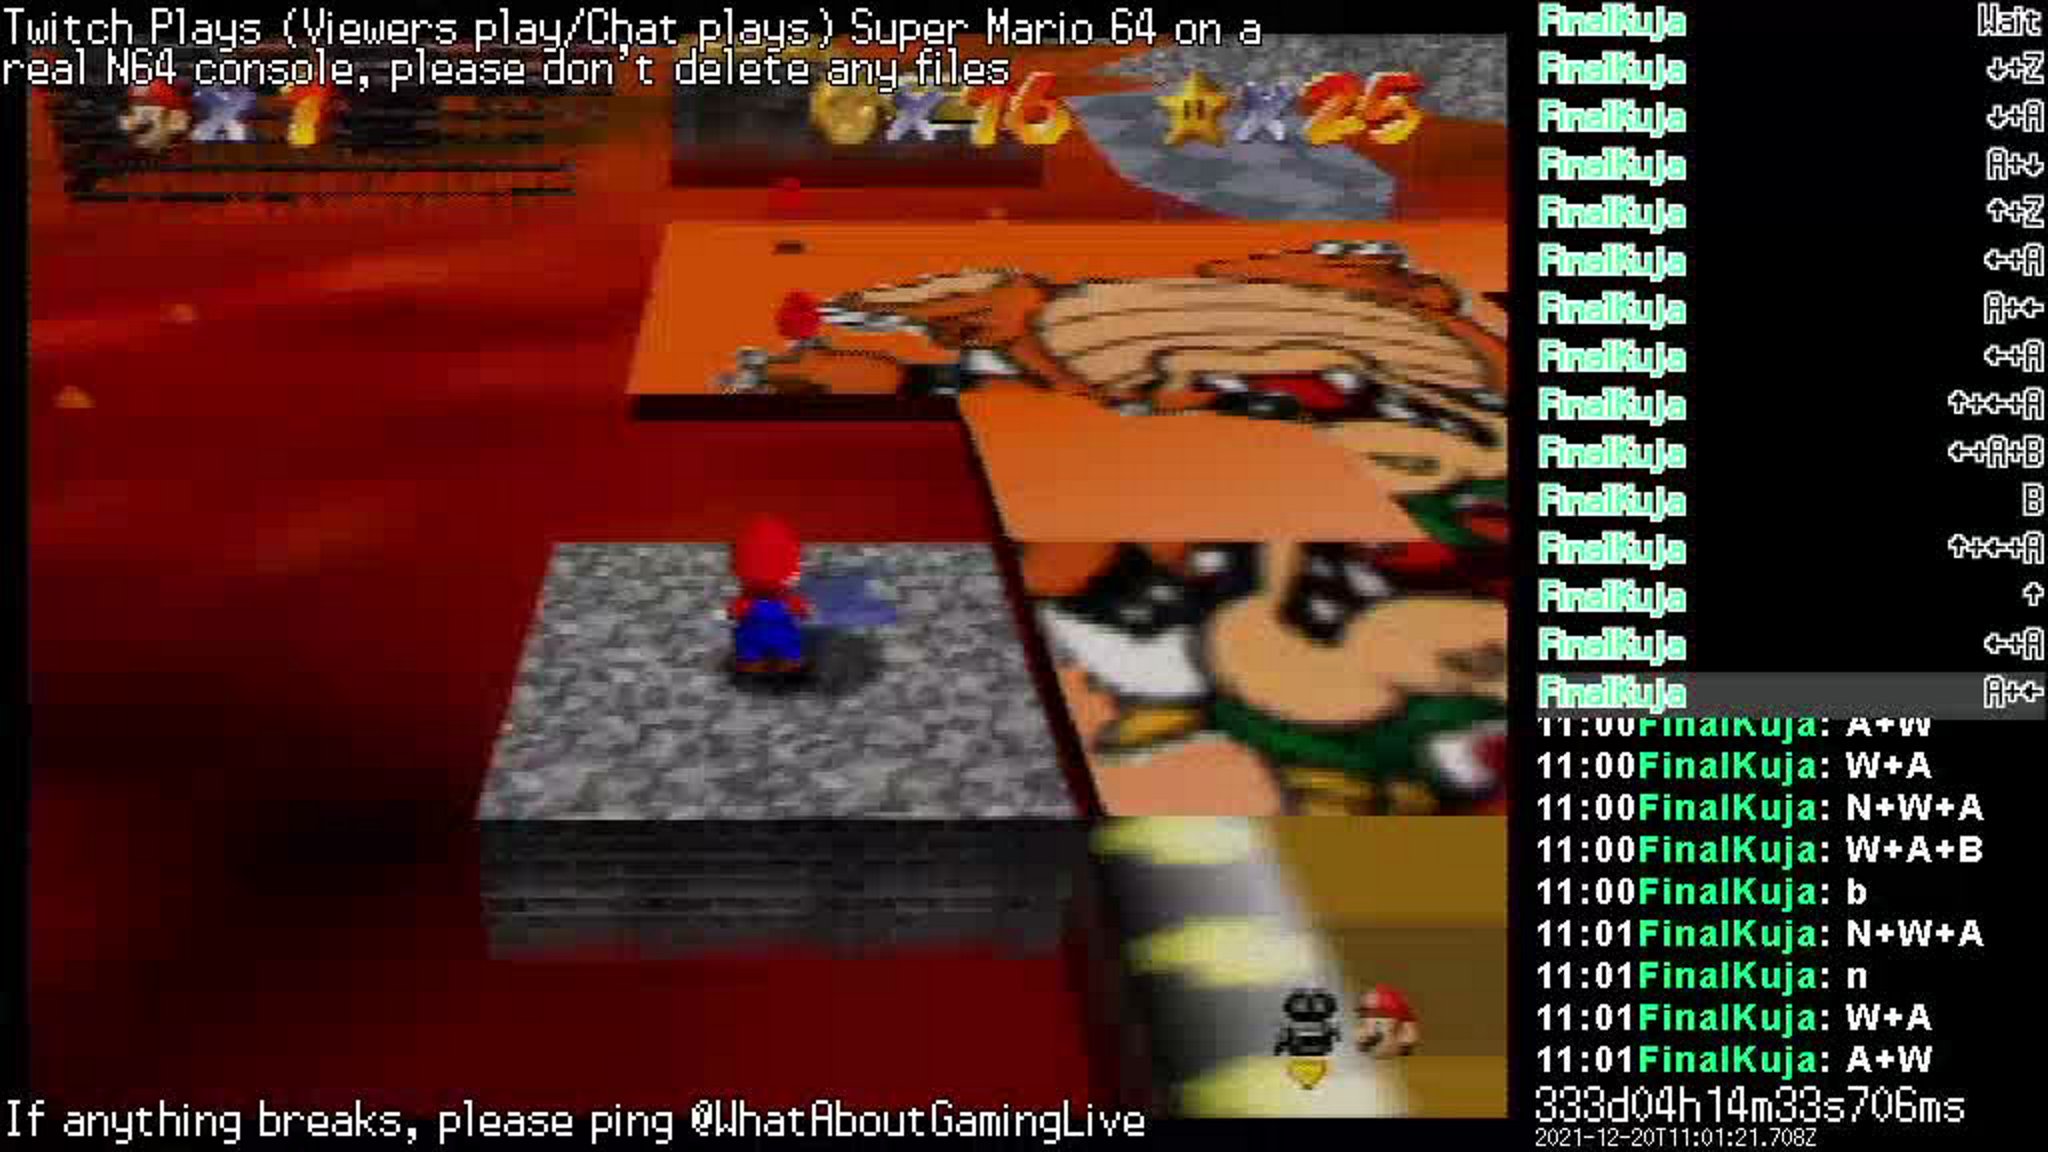 Twitch Plays (Viewers play/Chat plays) Super Mario 64 on a
real N64 console, please don't delete any files
x 1
x 16
x 25
FinalKuja Wait
FinalKuja ↓+Z
FinalKuja ↓+A
FinalKuja A+↓
FinalKuja ↑+Z
FinalKuja ←+A
FinalKuja A+←
FinalKuja ←+A
FinalKuja ↑+←+A
FinalKuja ←+A+B
FinalKuja B
FinalKuja ↑+←+A
FinalKuja ↑
FinalKuja ←+A
FinalKuja A+←
11:00FinalKuja: A+W
11:00FinalKuja: W+A
11:00FinalKuja: N+W+A
11:00FinalKuja: W+A+B
11:00FinalKuja: b
11:01FinalKuja: N+W+A
11:01FinalKuja: n
11:01FinalKuja: W+A
11:01FinalKuja: A+W
333d04h14m33s706ms
2021-12-20T11:01:21.708Z
If anything breaks, please ping @WhatAboutGamingLive